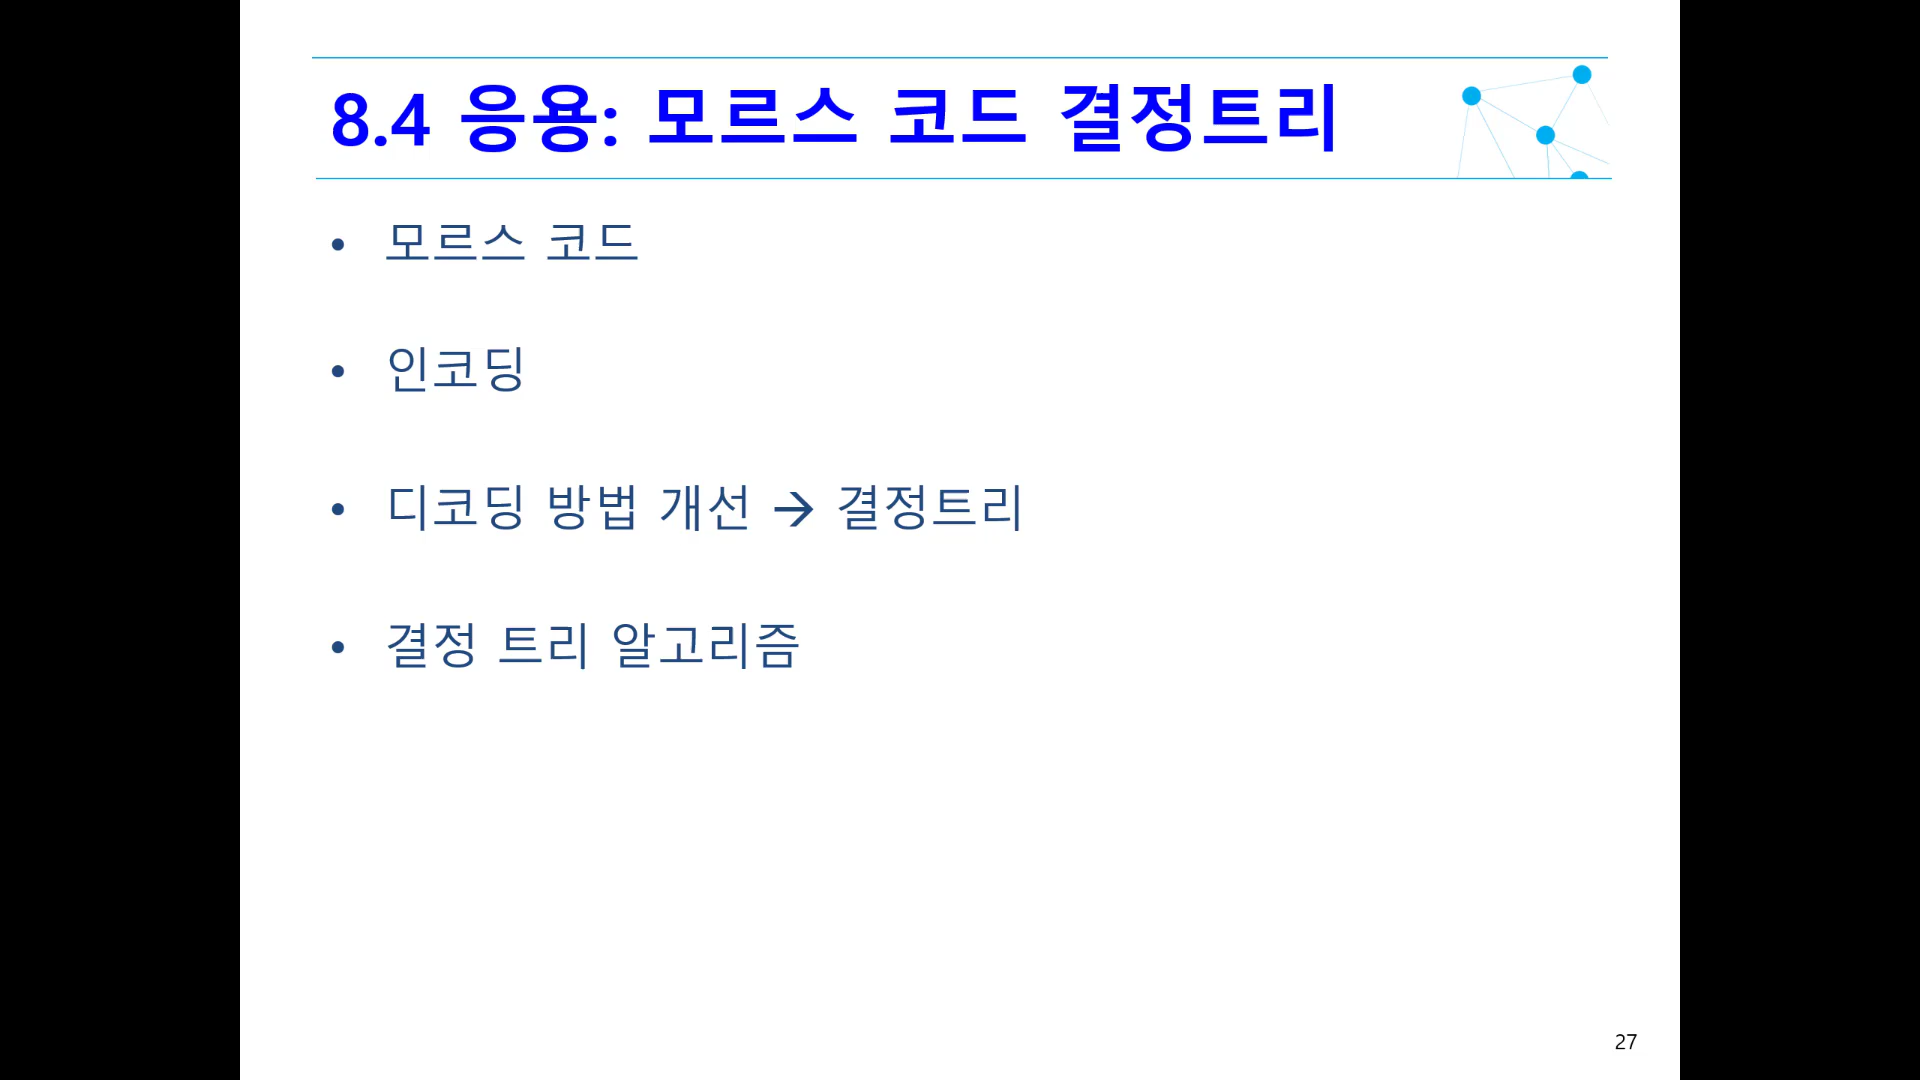 8.4 응용: 모르스 코드 결정트리
• 모르스 코드
• 인코딩
• 디코딩 방법 개선 → 결정트리
• 결정 트리 알고리즘
27